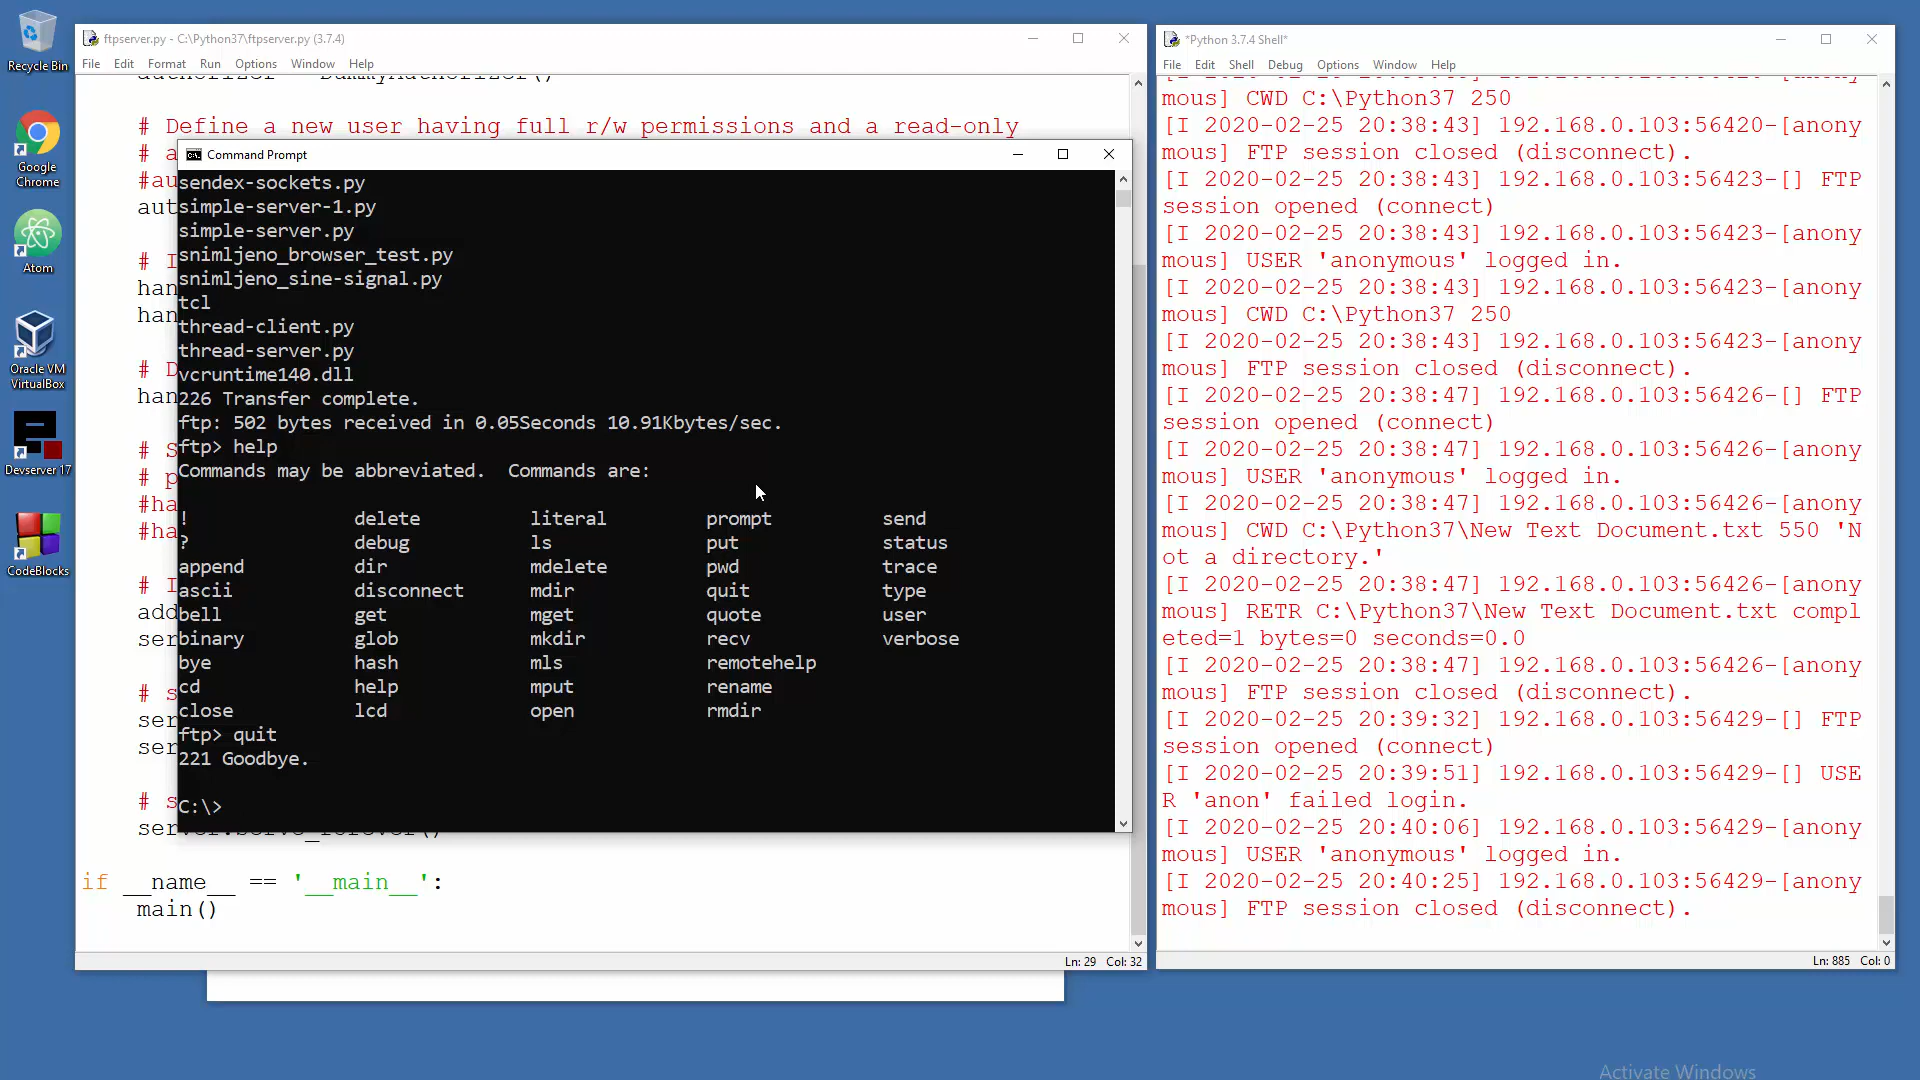 Recycle Bin
Google
Chrome
Atom
Oracle VM
VirtualBox
Devserver 17
CodeBlocks
ftpserver.py - C:\Python37\ftpserver.py (3.7.4)
File Edit Format Run Options Window Help
# Define a new user having full r/w permissions and a read-only
# a
#au
aut
# I
han
han
# D
han
# S
# p
#ha
#ha
# I
add
ser
# s
ser
ser
# s
server.serve_forever()
if __name__ == '__main__':
main()
Ln: 29 Col: 32
Command Prompt
sendex-sockets.py
simple-server-1.py
simple-server.py
snimljeno_browser_test.py
snimljeno_sine-signal.py
tcl
thread-client.py
thread-server.py
vcruntime140.dll
226 Transfer complete.
ftp: 502 bytes received in 0.05Seconds 10.91Kbytes/sec.
ftp> help
Commands may be abbreviated.  Commands are:
! delete literal prompt send
? debug ls put status
append dir mdelete pwd trace
ascii disconnect mdir quit type
bell get mget quote user
binary glob mkdir recv verbose
bye hash mls remotehelp
cd help mput rename
close lcd open rmdir
ftp> quit
221 Goodbye.
C:\>
*Python 3.7.4 Shell*
File Edit Shell Debug Options Window Help
mous] CWD C:\Python37 250
[I 2020-02-25 20:38:43] 192.168.0.103:56420-[anony
mous] FTP session closed (disconnect).
[I 2020-02-25 20:38:43] 192.168.0.103:56423-[] FTP
session opened (connect)
[I 2020-02-25 20:38:43] 192.168.0.103:56423-[anony
mous] USER 'anonymous' logged in.
[I 2020-02-25 20:38:43] 192.168.0.103:56423-[anony
mous] CWD C:\Python37 250
[I 2020-02-25 20:38:43] 192.168.0.103:56423-[anony
mous] FTP session closed (disconnect).
[I 2020-02-25 20:38:47] 192.168.0.103:56426-[] FTP
session opened (connect)
[I 2020-02-25 20:38:47] 192.168.0.103:56426-[anony
mous] USER 'anonymous' logged in.
[I 2020-02-25 20:38:47] 192.168.0.103:56426-[anony
mous] CWD C:\Python37\New Text Document.txt 550 'N
ot a directory.'
[I 2020-02-25 20:38:47] 192.168.0.103:56426-[anony
mous] RETR C:\Python37\New Text Document.txt compl
eted=1 bytes=0 seconds=0.0
[I 2020-02-25 20:38:47] 192.168.0.103:56426-[anony
mous] FTP session closed (disconnect).
[I 2020-02-25 20:39:32] 192.168.0.103:56429-[] FTP
session opened (connect)
[I 2020-02-25 20:39:51] 192.168.0.103:56429-[] USE
R 'anon' failed login.
[I 2020-02-25 20:40:06] 192.168.0.103:56429-[anony
mous] USER 'anonymous' logged in.
[I 2020-02-25 20:40:25] 192.168.0.103:56429-[anony
mous] FTP session closed (disconnect).
Ln: 885 Col: 0
Activate Windows